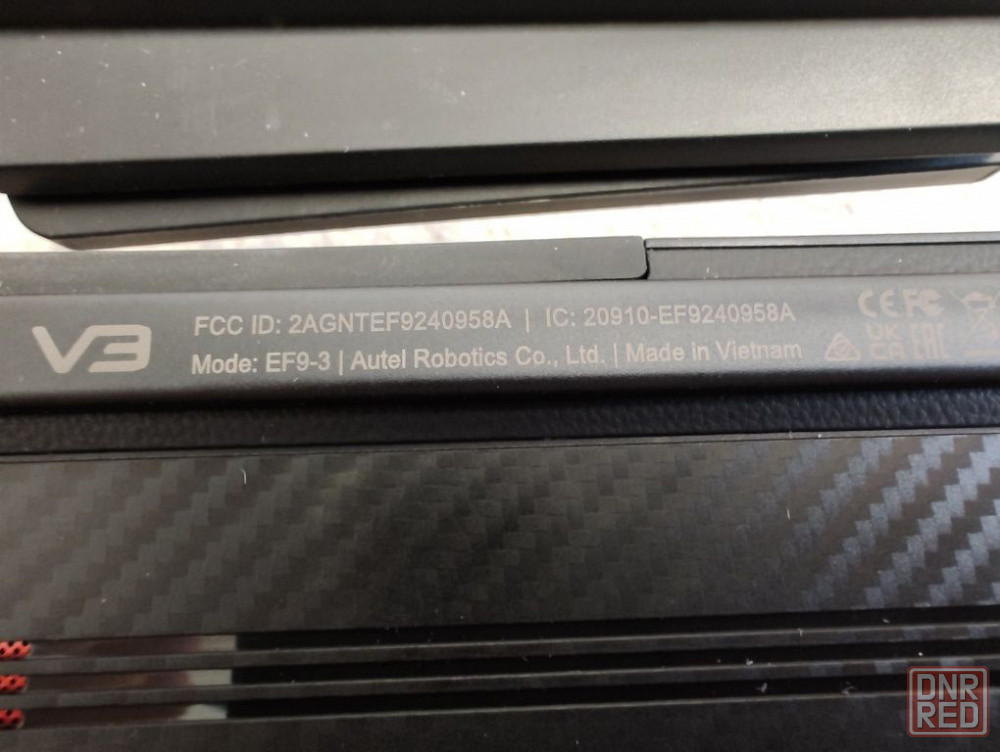 V3
FCC ID: 2AGNTEF9240958A | IC: 20910-EF9240958A
Mode: EF9-3 | Autel Robotics Co., Ltd. | Made in Vietnam
CE FC
UK CA EAC
DNR
RED